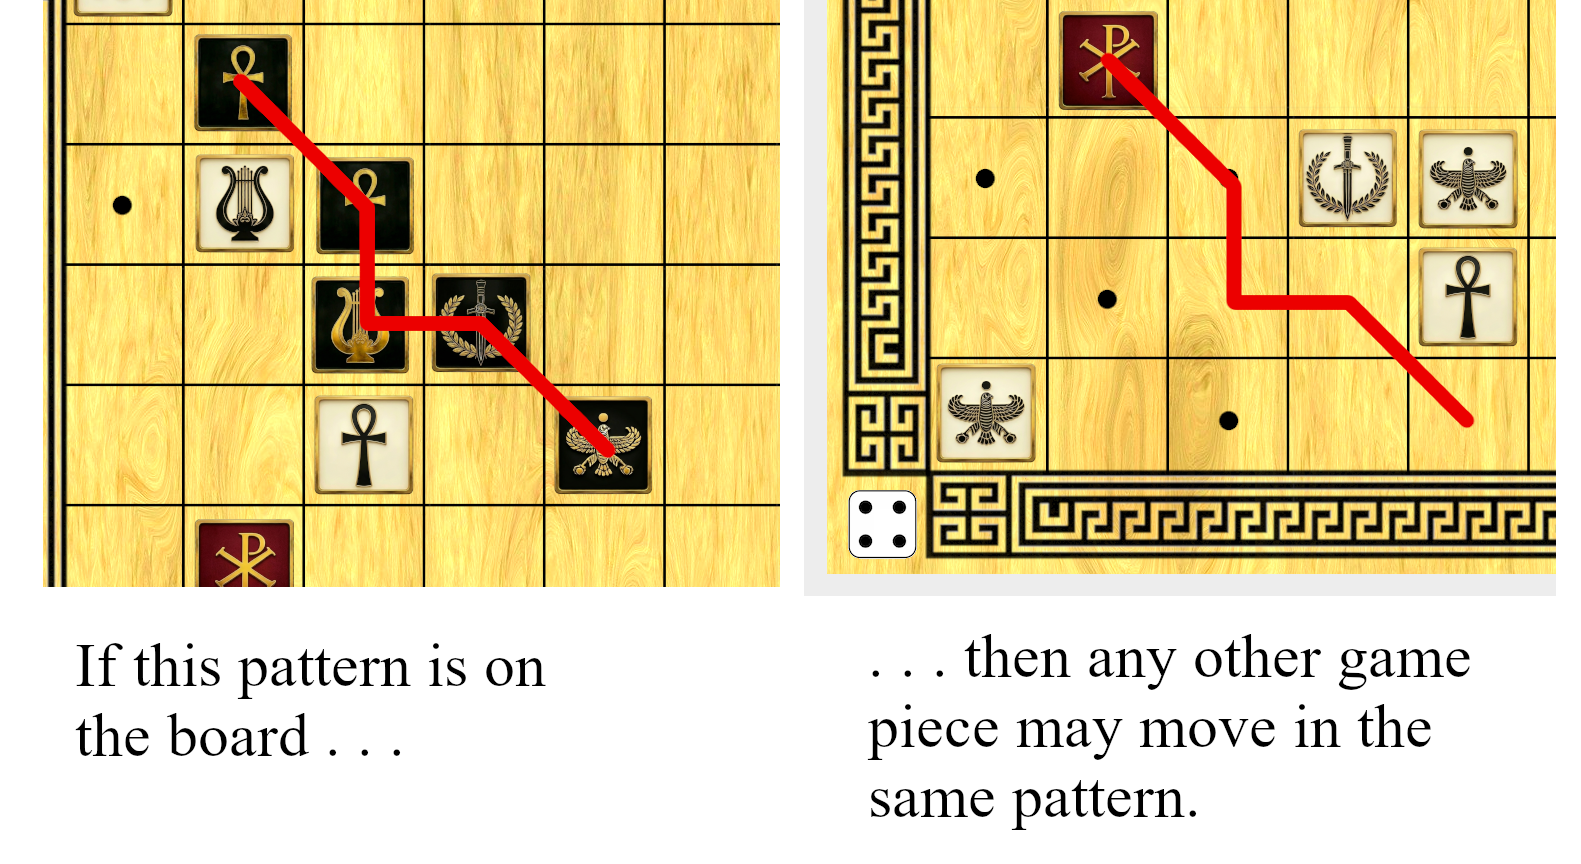 If this pattern is on
the board . . .
. . . then any other game
piece may move in the
same pattern.